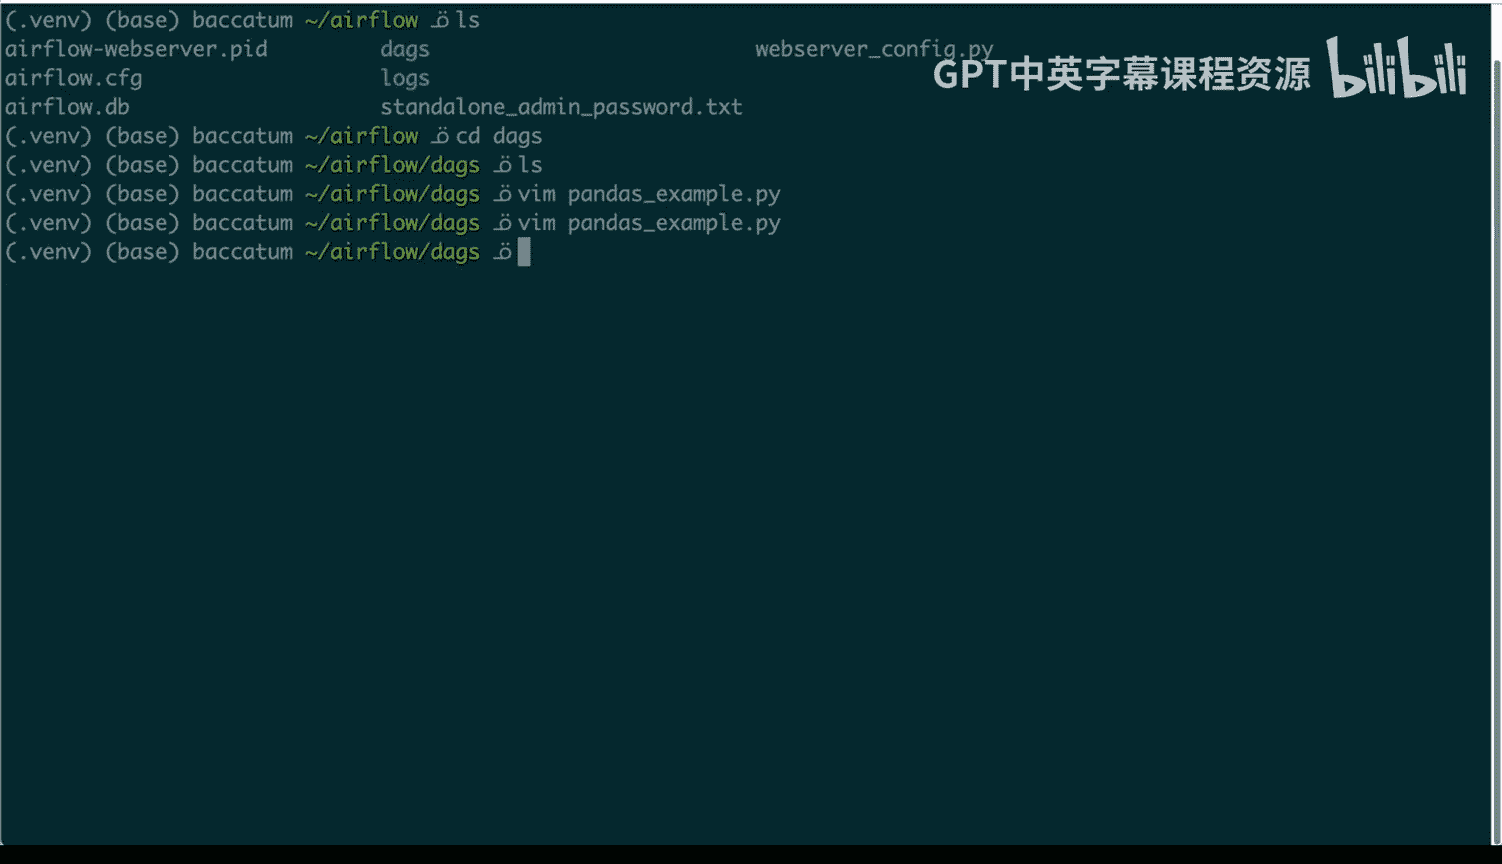 (.venv) (base) baccatum ~/airflow ڦ ls
airflow-webserver.pid dags webserver_config.py
airflow.cfg logs
airflow.db standalone_admin_password.txt
GPT中英字幕课程资源 bilibili
(.venv) (base) baccatum ~/airflow ڦ cd dags
(.venv) (base) baccatum ~/airflow/dags ڦ ls
(.venv) (base) baccatum ~/airflow/dags ڦ vim pandas_example.py
(.venv) (base) baccatum ~/airflow/dags ڦ vim pandas_example.py
(.venv) (base) baccatum ~/airflow/dags ڦ